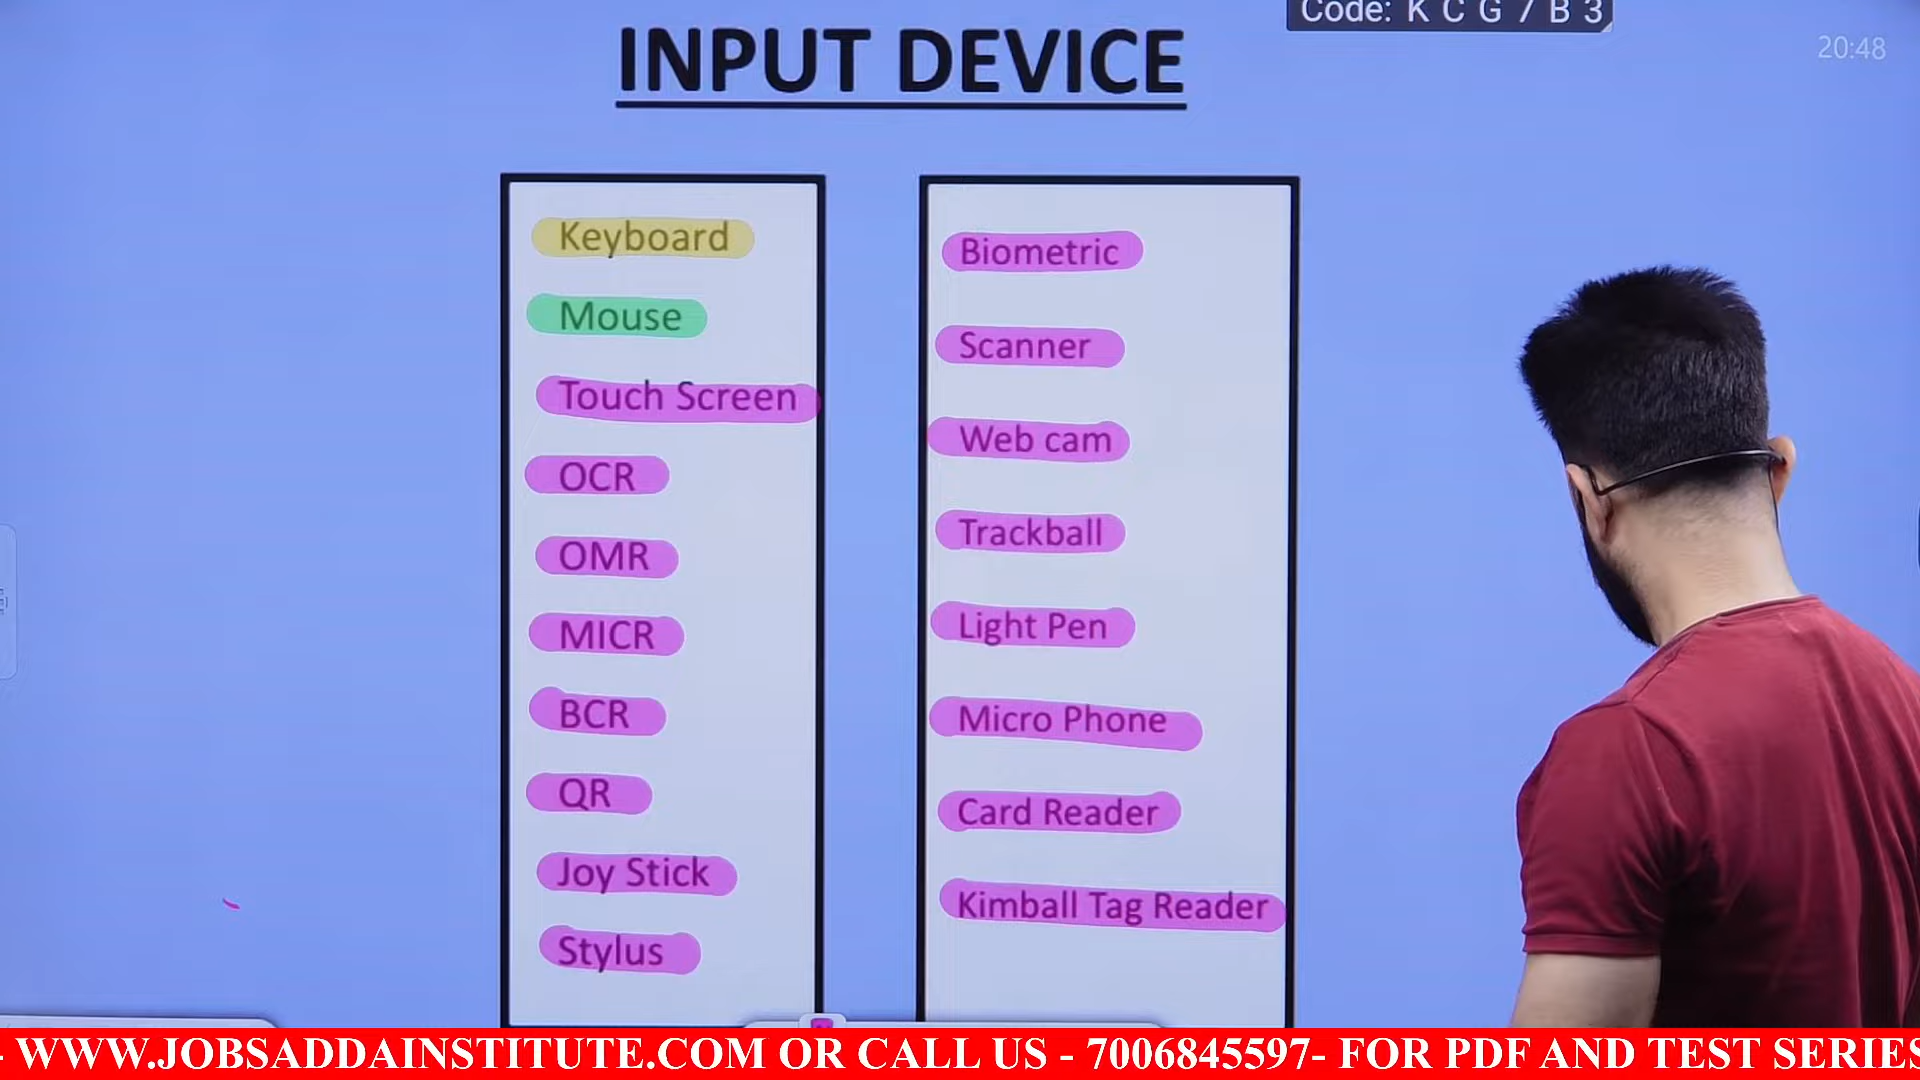 Code: K C G 7 B 3
20:48
INPUT DEVICE
Keyboard
Mouse
Touch Screen
OCR
OMR
MICR
BCR
QR
Joy Stick
Stylus
Biometric
Scanner
Web cam
Trackball
Light Pen
Micro Phone
Card Reader
Kimball Tag Reader
- WWW.JOBSADDAINSTITUTE.COM OR CALL US - 7006845597- FOR PDF AND TEST SERIES